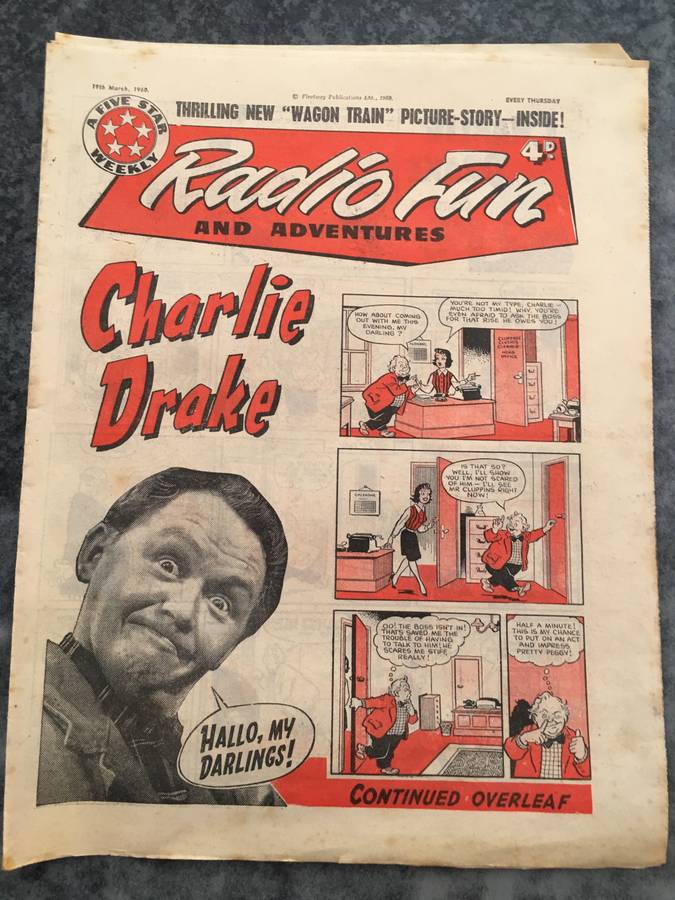 19th March, 1960.
© Fleetway Publications Ltd., 1960.
EVERY THURSDAY
A FIVE STAR
WEEKLY
THRILLING NEW "WAGON TRAIN" PICTURE-STORY—INSIDE!
4D
Radio Fun
AND ADVENTURES
Charlie
Drake
HOW ABOUT COMING
OUT WITH ME THIS
EVENING, MY
DARLING?
YOU'RE NOT MY TYPE, CHARLIE —
MUCH TOO TIMID! WHY, YOU'RE
EVEN AFRAID TO ASK THE BOSS
FOR THAT RISE HE OWES YOU!
HEAD
OFFICE
IS THAT SO?
WELL, I'LL SHOW
YOU I'M NOT SCARED
OF HIM — I'LL SEE
MR CLUPPINS RIGHT
NOW!
CALENDAR
OO! THE BOSS ISN'T IN!
THAT'S SAVED ME THE
TROUBLE OF HAVING
TO TALK TO HIM! HE
SCARES ME STIFF,
REALLY!
HALF A MINUTE!
THIS IS MY CHANCE
TO PUT ON AN ACT
AND IMPRESS
PRETTY PEGGY!
HALLO, MY
DARLINGS!
CONTINUED OVERLEAF